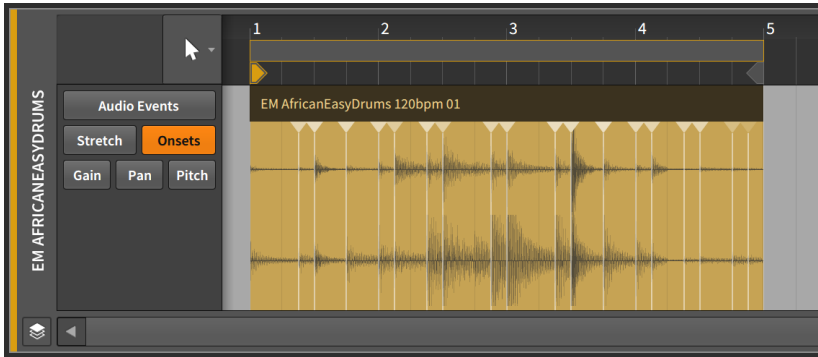 1 2 3 4 5
EM AFRICANEASYDRUMS
Audio Events
EM AfricanEasyDrums 120bpm 01
Stretch Onsets
Gain Pan Pitch